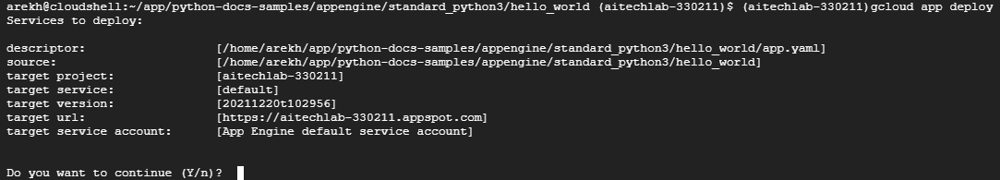 arekh@cloudshell:~/app/python-docs-samples/appengine/standard_python3/hello_world (aitechlab-330211)$ (aitechlab-330211)gcloud app deploy
Services to deploy:
descriptor: [/home/arekh/app/python-docs-samples/appengine/standard_python3/hello_world/app.yaml]
source: [/home/arekh/app/python-docs-samples/appengine/standard_python3/hello_world]
target project: [aitechlab-330211]
target service: [default]
target version: [20211220t102956]
target url: [https://aitechlab-330211.appspot.com]
target service account: [App Engine default service account]
Do you want to continue (Y/n)?